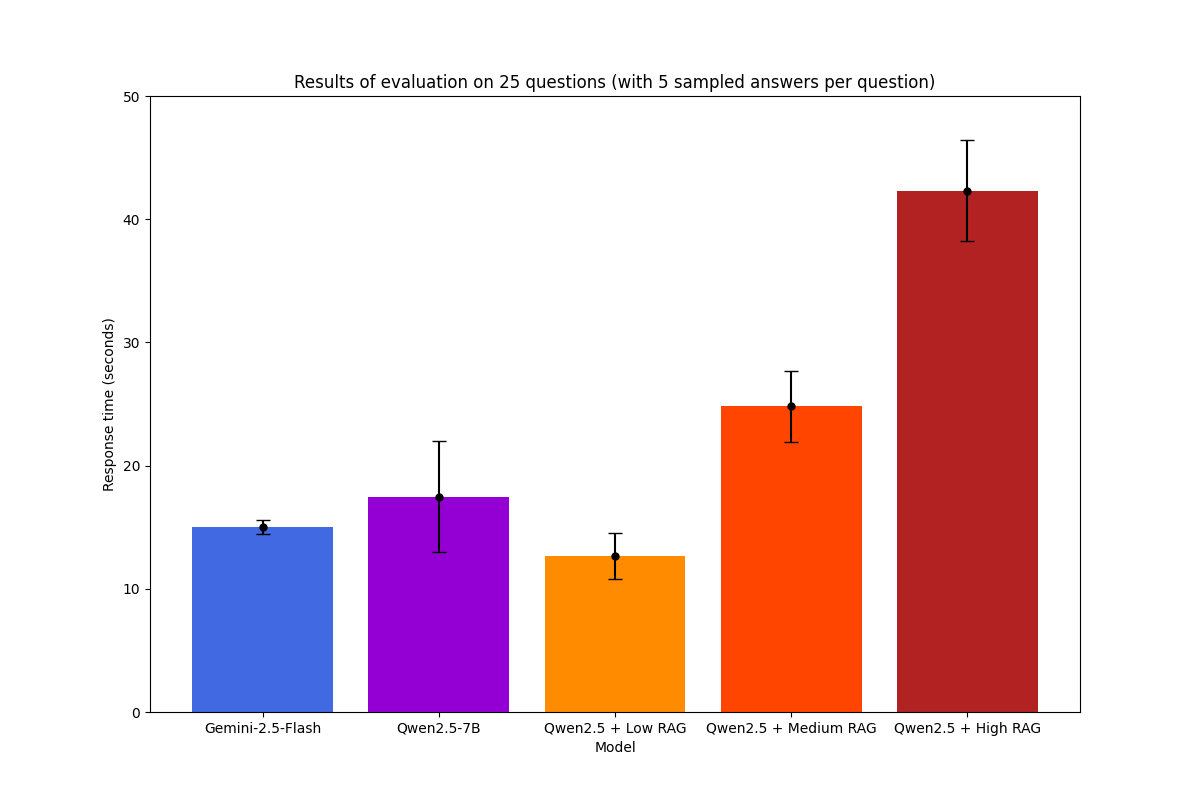 Results of evaluation on 25 questions (with 5 sampled answers per question)
Response time (seconds)
50
40
30
20
10
0
Gemini-2.5-Flash
Qwen2.5-7B
Qwen2.5 + Low RAG
Qwen2.5 + Medium RAG
Qwen2.5 + High RAG
Model